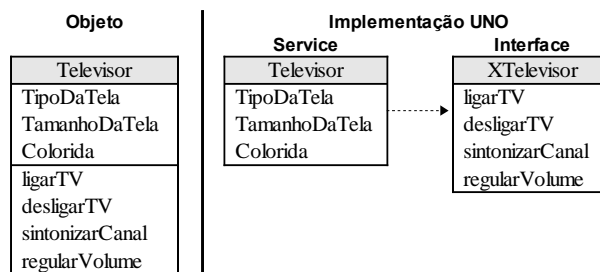 Objeto
Implementação UNO
Service
Interface
Televisor
TipoDaTela
TamanhoDaTela
Colorida
ligarTV
desligarTV
sintonizarCanal
regularVolume
Televisor
TipoDaTela
TamanhoDaTela
Colorida
XTelevisor
ligarTV
desligarTV
sintonizarCanal
regularVolume